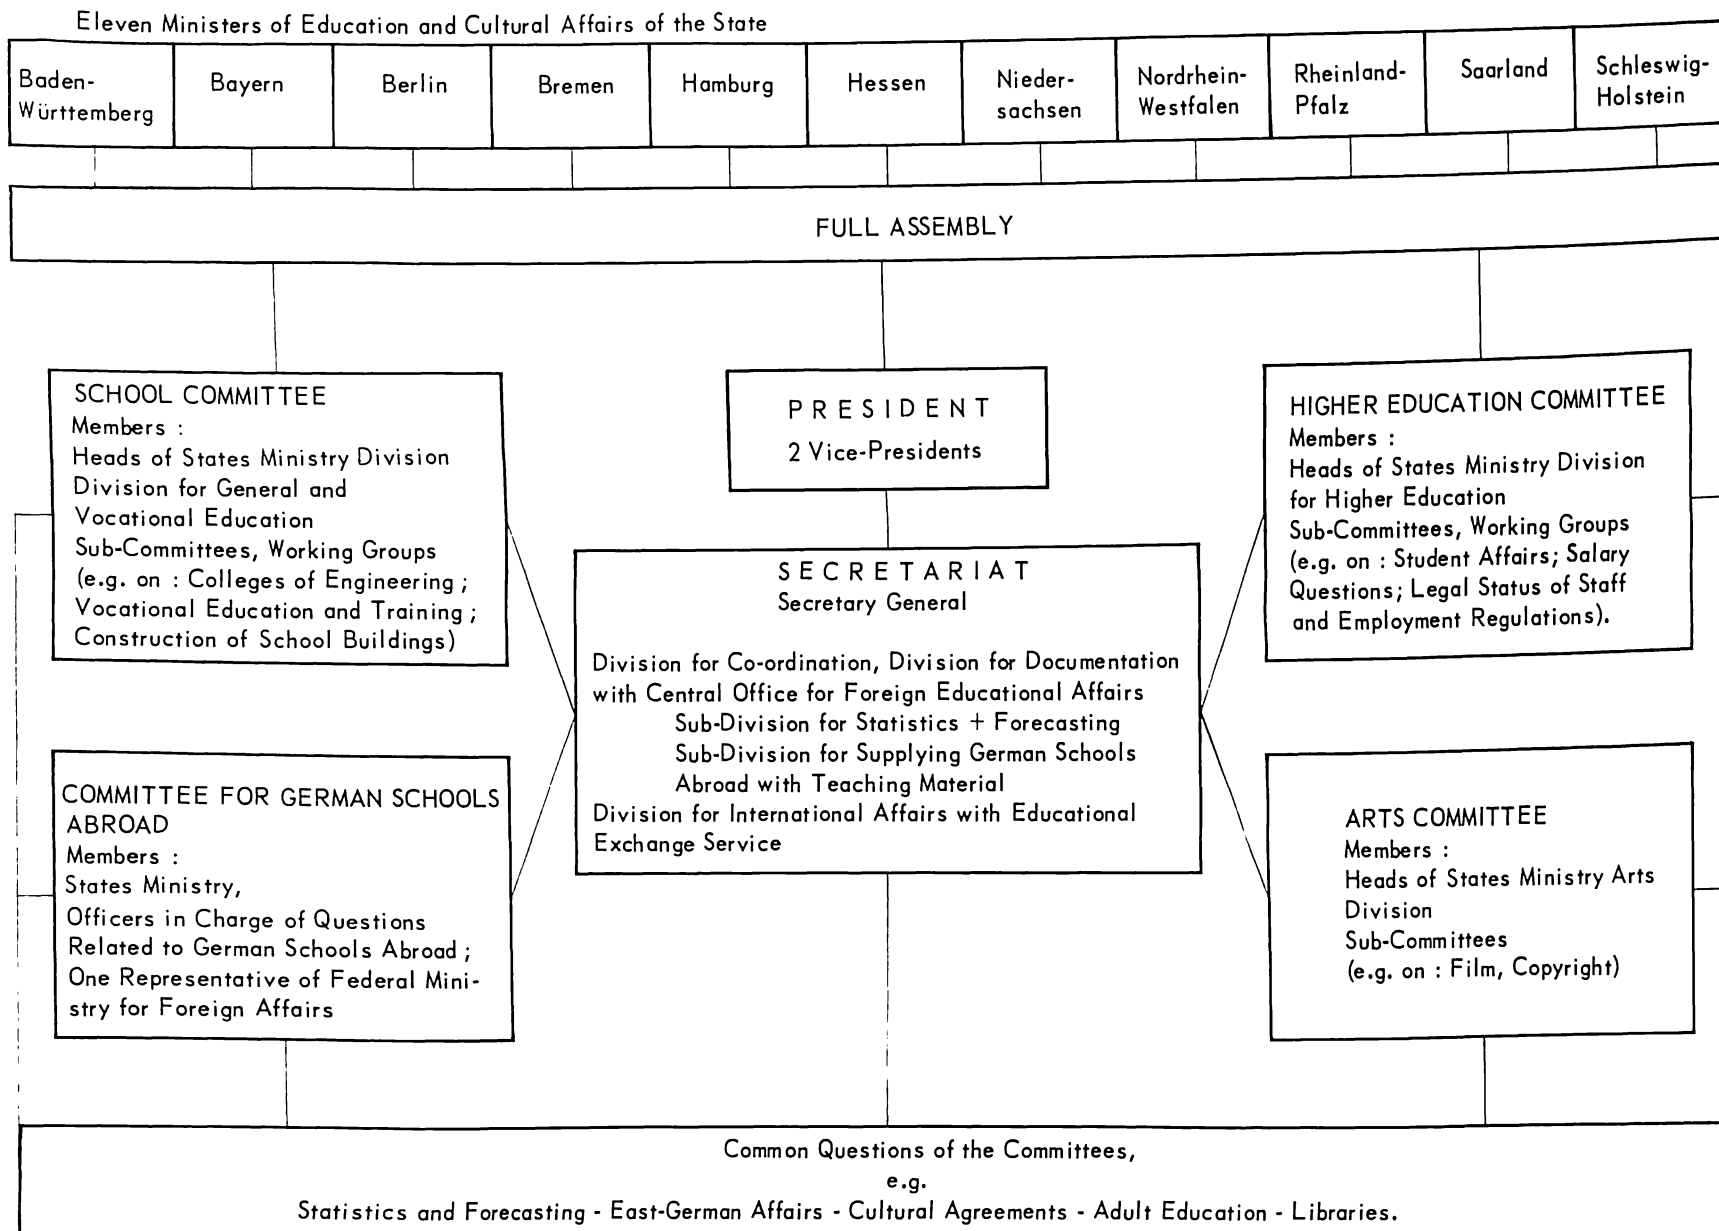 Eleven Ministers of Education and Cultural Affairs of the State
Baden-
Württemberg
Bayern
Berlin
Bremen
Hamburg
Hessen
Nieder-
sachsen
Nordrhein-
Westfalen
Rheinland-
Pfalz
Saarland
Schleswig-
Holstein
FULL ASSEMBLY
SCHOOL COMMITTEE
Members :
Heads of States Ministry Division
Division for General and
Vocational Education
Sub-Committees, Working Groups
(e.g. on : Colleges of Engineering ;
Vocational Education and Training ;
Construction of School Buildings)
PRESIDENT
2 Vice-Presidents
HIGHER EDUCATION COMMITTEE
Members :
Heads of States Ministry Division
for Higher Education
Sub-Committees, Working Groups
(e.g. on : Student Affairs; Salary
Questions; Legal Status of Staff
and Employment Regulations).
SECRETARIAT
Secretary General
Division for Co-ordination, Division for Documentation
with Central Office for Foreign Educational Affairs
Sub-Division for Statistics + Forecasting
Sub-Division for Supplying German Schools
Abroad with Teaching Material
Division for International Affairs with Educational
Exchange Service
COMMITTEE FOR GERMAN SCHOOLS
ABROAD
Members :
States Ministry,
Officers in Charge of Questions
Related to German Schools Abroad ;
One Representative of Federal Mini-
stry for Foreign Affairs
ARTS COMMITTEE
Members :
Heads of States Ministry Arts
Division
Sub-Committees
(e.g. on : Film, Copyright)
Common Questions of the Committees,
e.g.
Statistics and Forecasting - East-German Affairs - Cultural Agreements - Adult Education - Libraries.